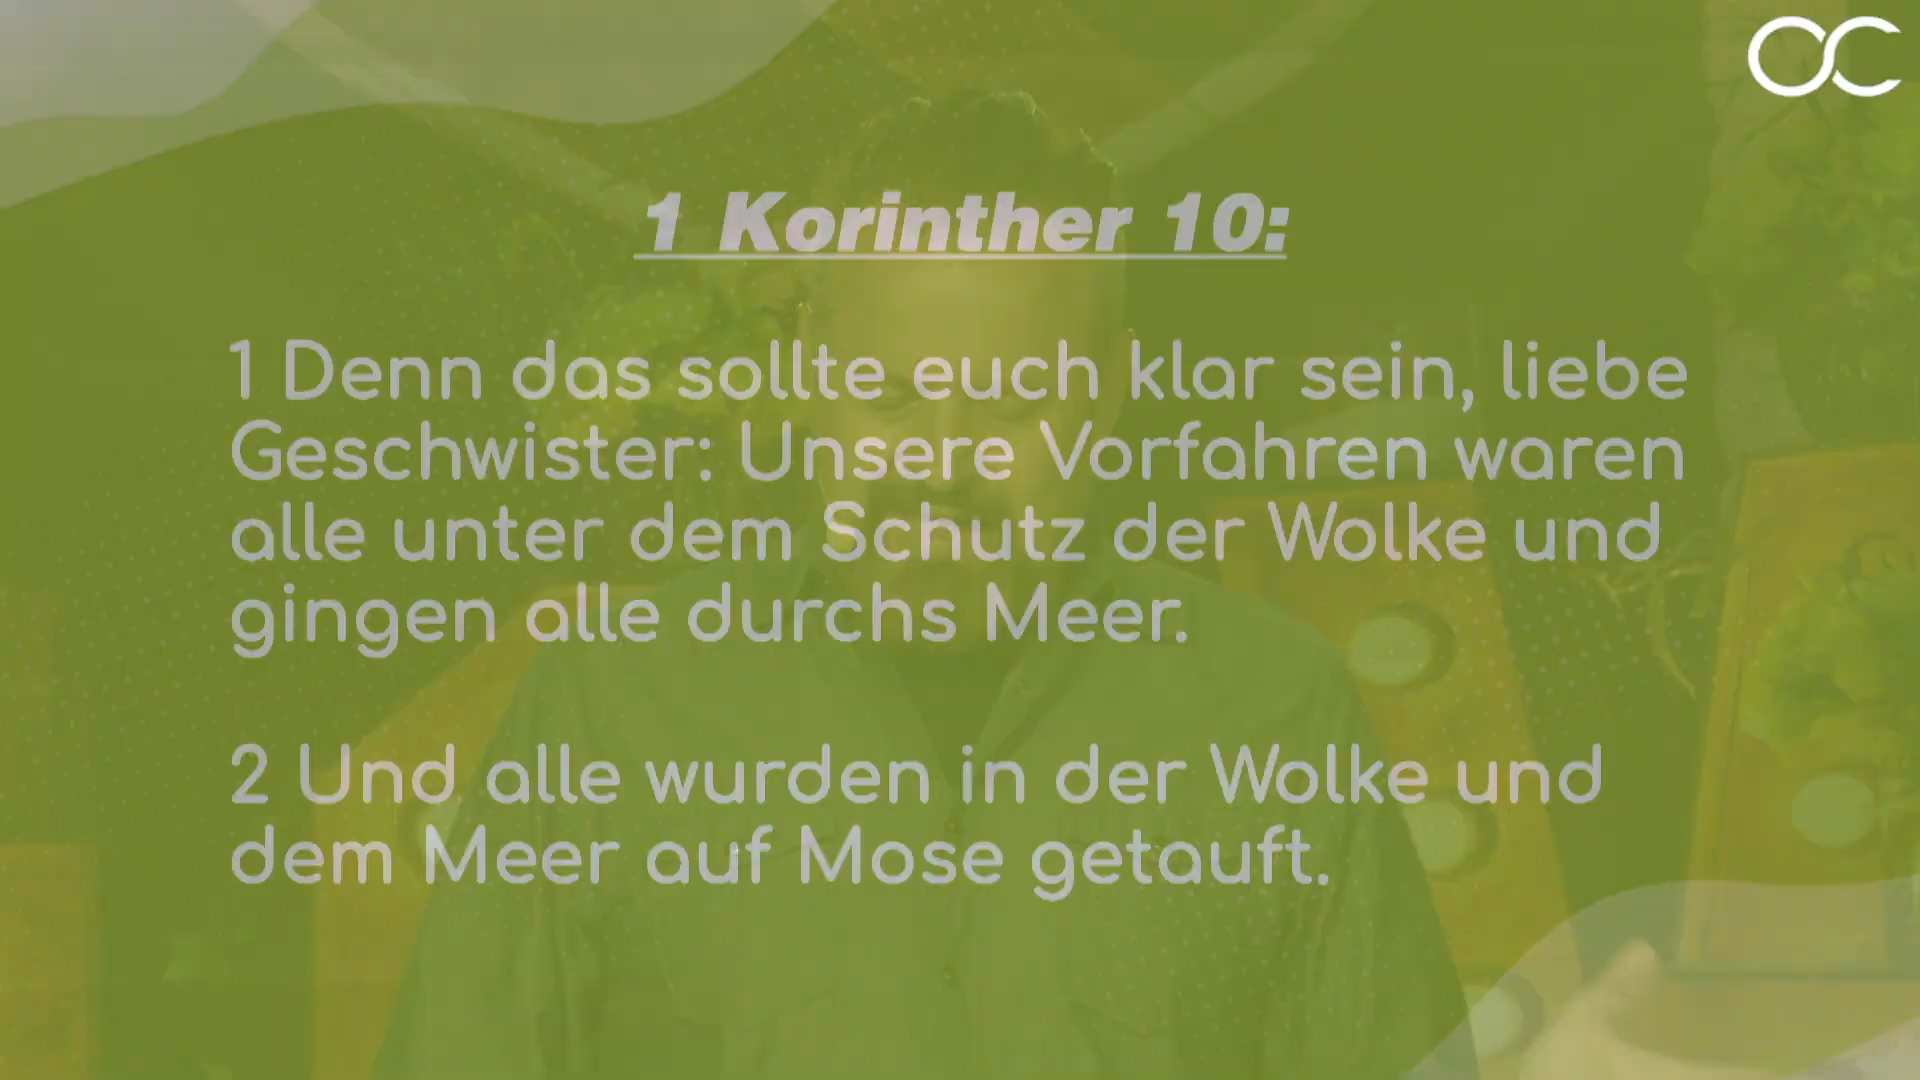 OC
1 Korinther 10:
1 Denn das sollte euch klar sein, liebe
Geschwister: Unsere Vorfahren waren
alle unter dem Schutz der Wolke und
gingen alle durchs Meer.
2 Und alle wurden in der Wolke und
dem Meer auf Mose getauft.